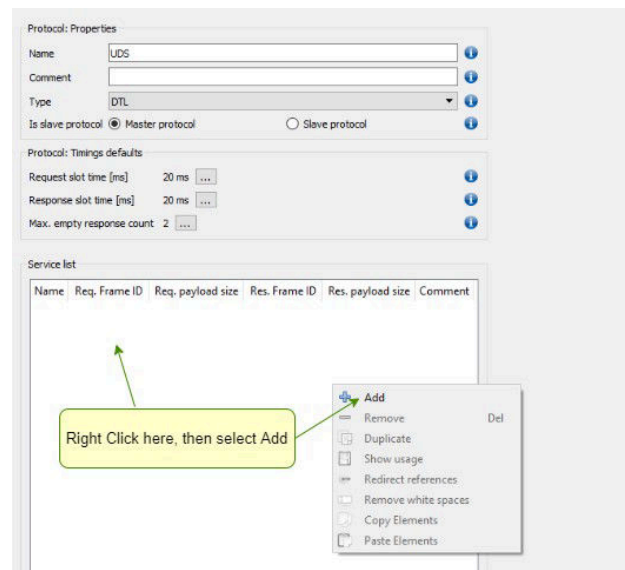 Protocol: Properties
Name UDS
Comment
Type DTL
Is slave protocol Master protocol Slave protocol
Protocol: Timings defaults
Request slot time [ms] 20 ms ...
Response slot time [ms] 20 ms ...
Max. empty response count 2 ...
Service list
Name Req. Frame ID Req. payload size Res. Frame ID Res. payload size Comment
Right Click here, then select Add
Add
Remove Del
Duplicate
Show usage
Redirect references
Remove white spaces
Copy Elements
Paste Elements